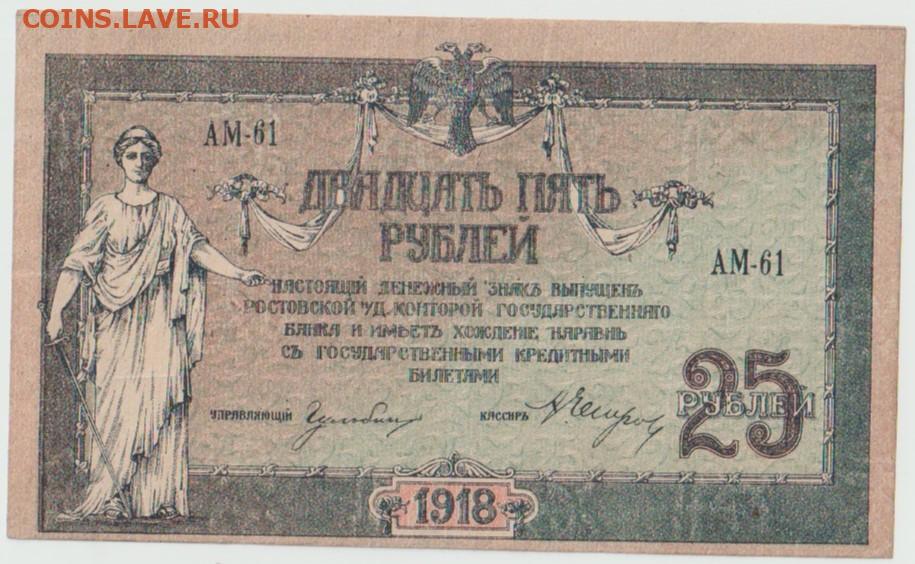 COINS.LAVE.RU
АМ-61
ДВАДЦАТЬ ПЯТЬ
РУБЛЕЙ
АМ-61
НАСТОЯЩІЙ ДЕНЕЖНЫЙ ЗНАКЪ ВЫПУЩЕНЪ
РОСТОВСКОЙ Н/Д. КОНТОРОЙ ГОСУДАРСТВЕННАГО
БАНКА И ИМѢЕТЪ ХОЖДЕНІЕ НАРАВНѢ
СЪ ГОСУДАРСТВЕННЫМИ КРЕДИТНЫМИ
БИЛЕТАМИ
УПРАВЛЯЮЩІЙ
КАССИРЪ
25
РУБЛЕЙ
1918